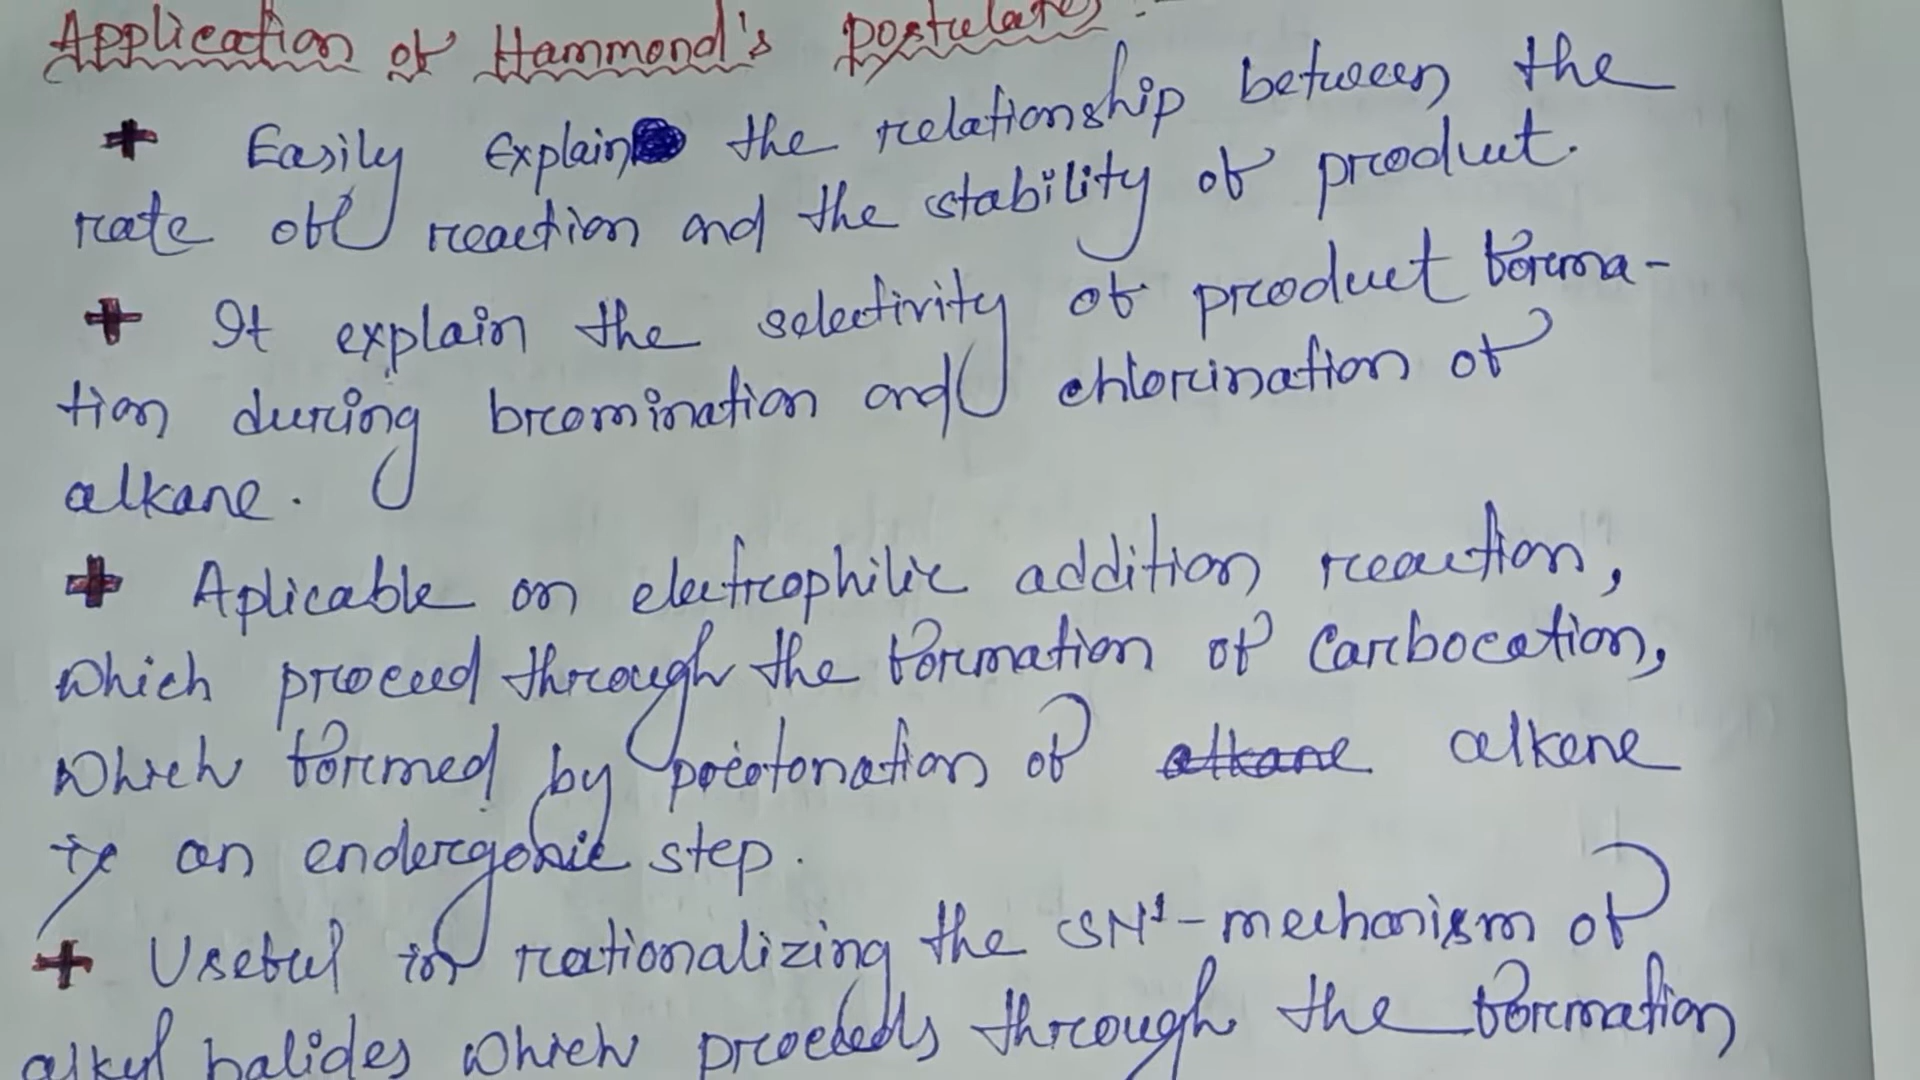 Application of Hammond's postulates :-
+ Easily Explain the relationship between the
rate of reaction and the stability of product.
+ It explain the selectivity of product forma-
tion during bromination and chlorination of
alkane.
+ Aplicable on electrophilic addition reaction,
which proceed through the formation of Carbocation,
which formed by protonation of alkane alkene
is an endergonic step.
+ Useful for rationalizing the SN1-mechanism of
alkyl halides which proceeds through the formation